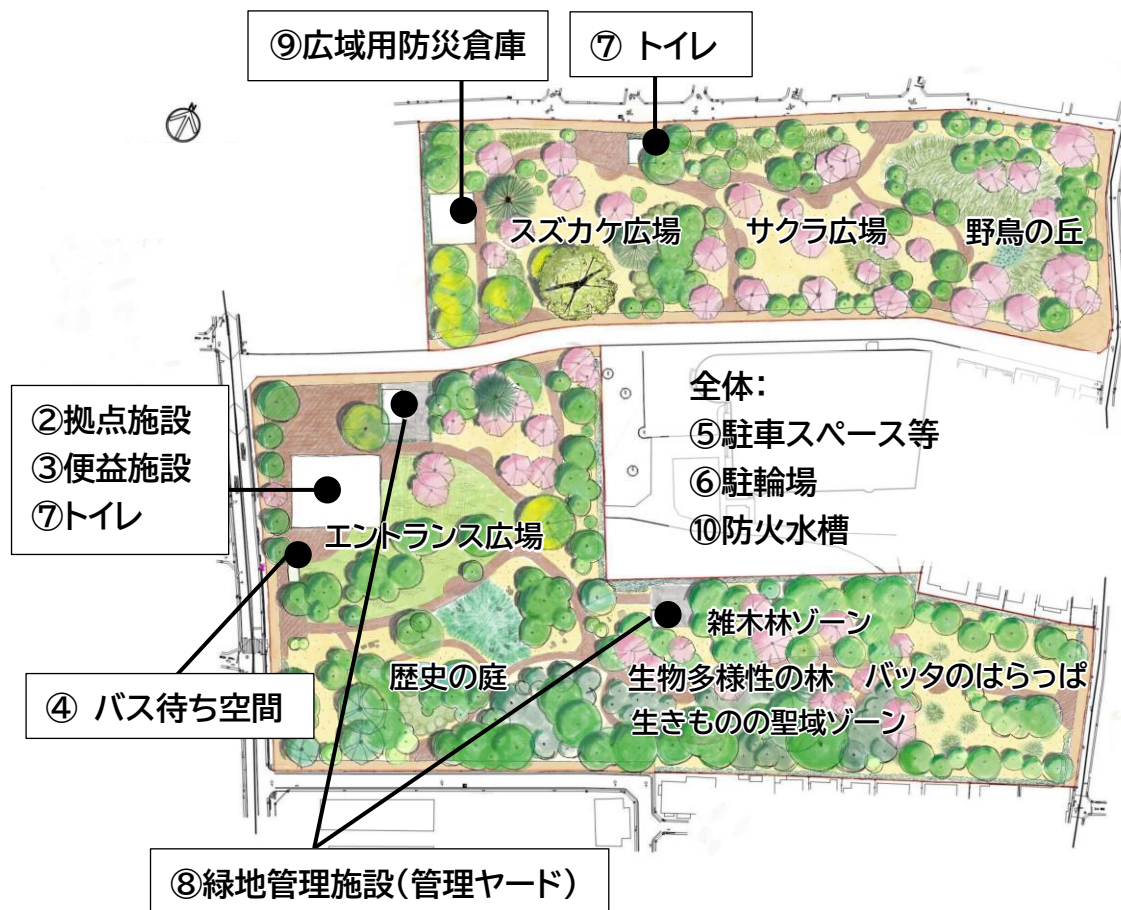 ⑨広域用防災倉庫
⑦ トイレ
スズカケ広場
サクラ広場
野鳥の丘
②拠点施設
③便益施設
⑦トイレ
全体：
⑤駐車スペース等
⑥駐輪場
⑩防火水槽
エントランス広場
雑木林ゾーン
歴史の庭
生物多様性の林
バッタのはらっぱ
生きものの聖域ゾーン
④ バス待ち空間
⑧緑地管理施設（管理ヤード）